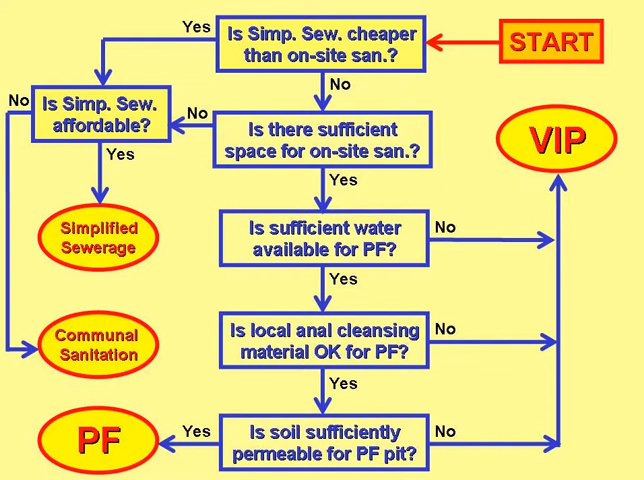 Yes
Is Simp. Sew. cheaper
than on-site san.?
START
No
No
Is Simp. Sew.
affordable?
No
Is there sufficient
space for on-site san.?
VIP
Yes
Yes
Simplified
Sewerage
Is sufficient water
available for PF?
No
Yes
Communal
Sanitation
Is local anal cleansing
material OK for PF?
No
Yes
PF
Yes
Is soil sufficiently
permeable for PF pit?
No